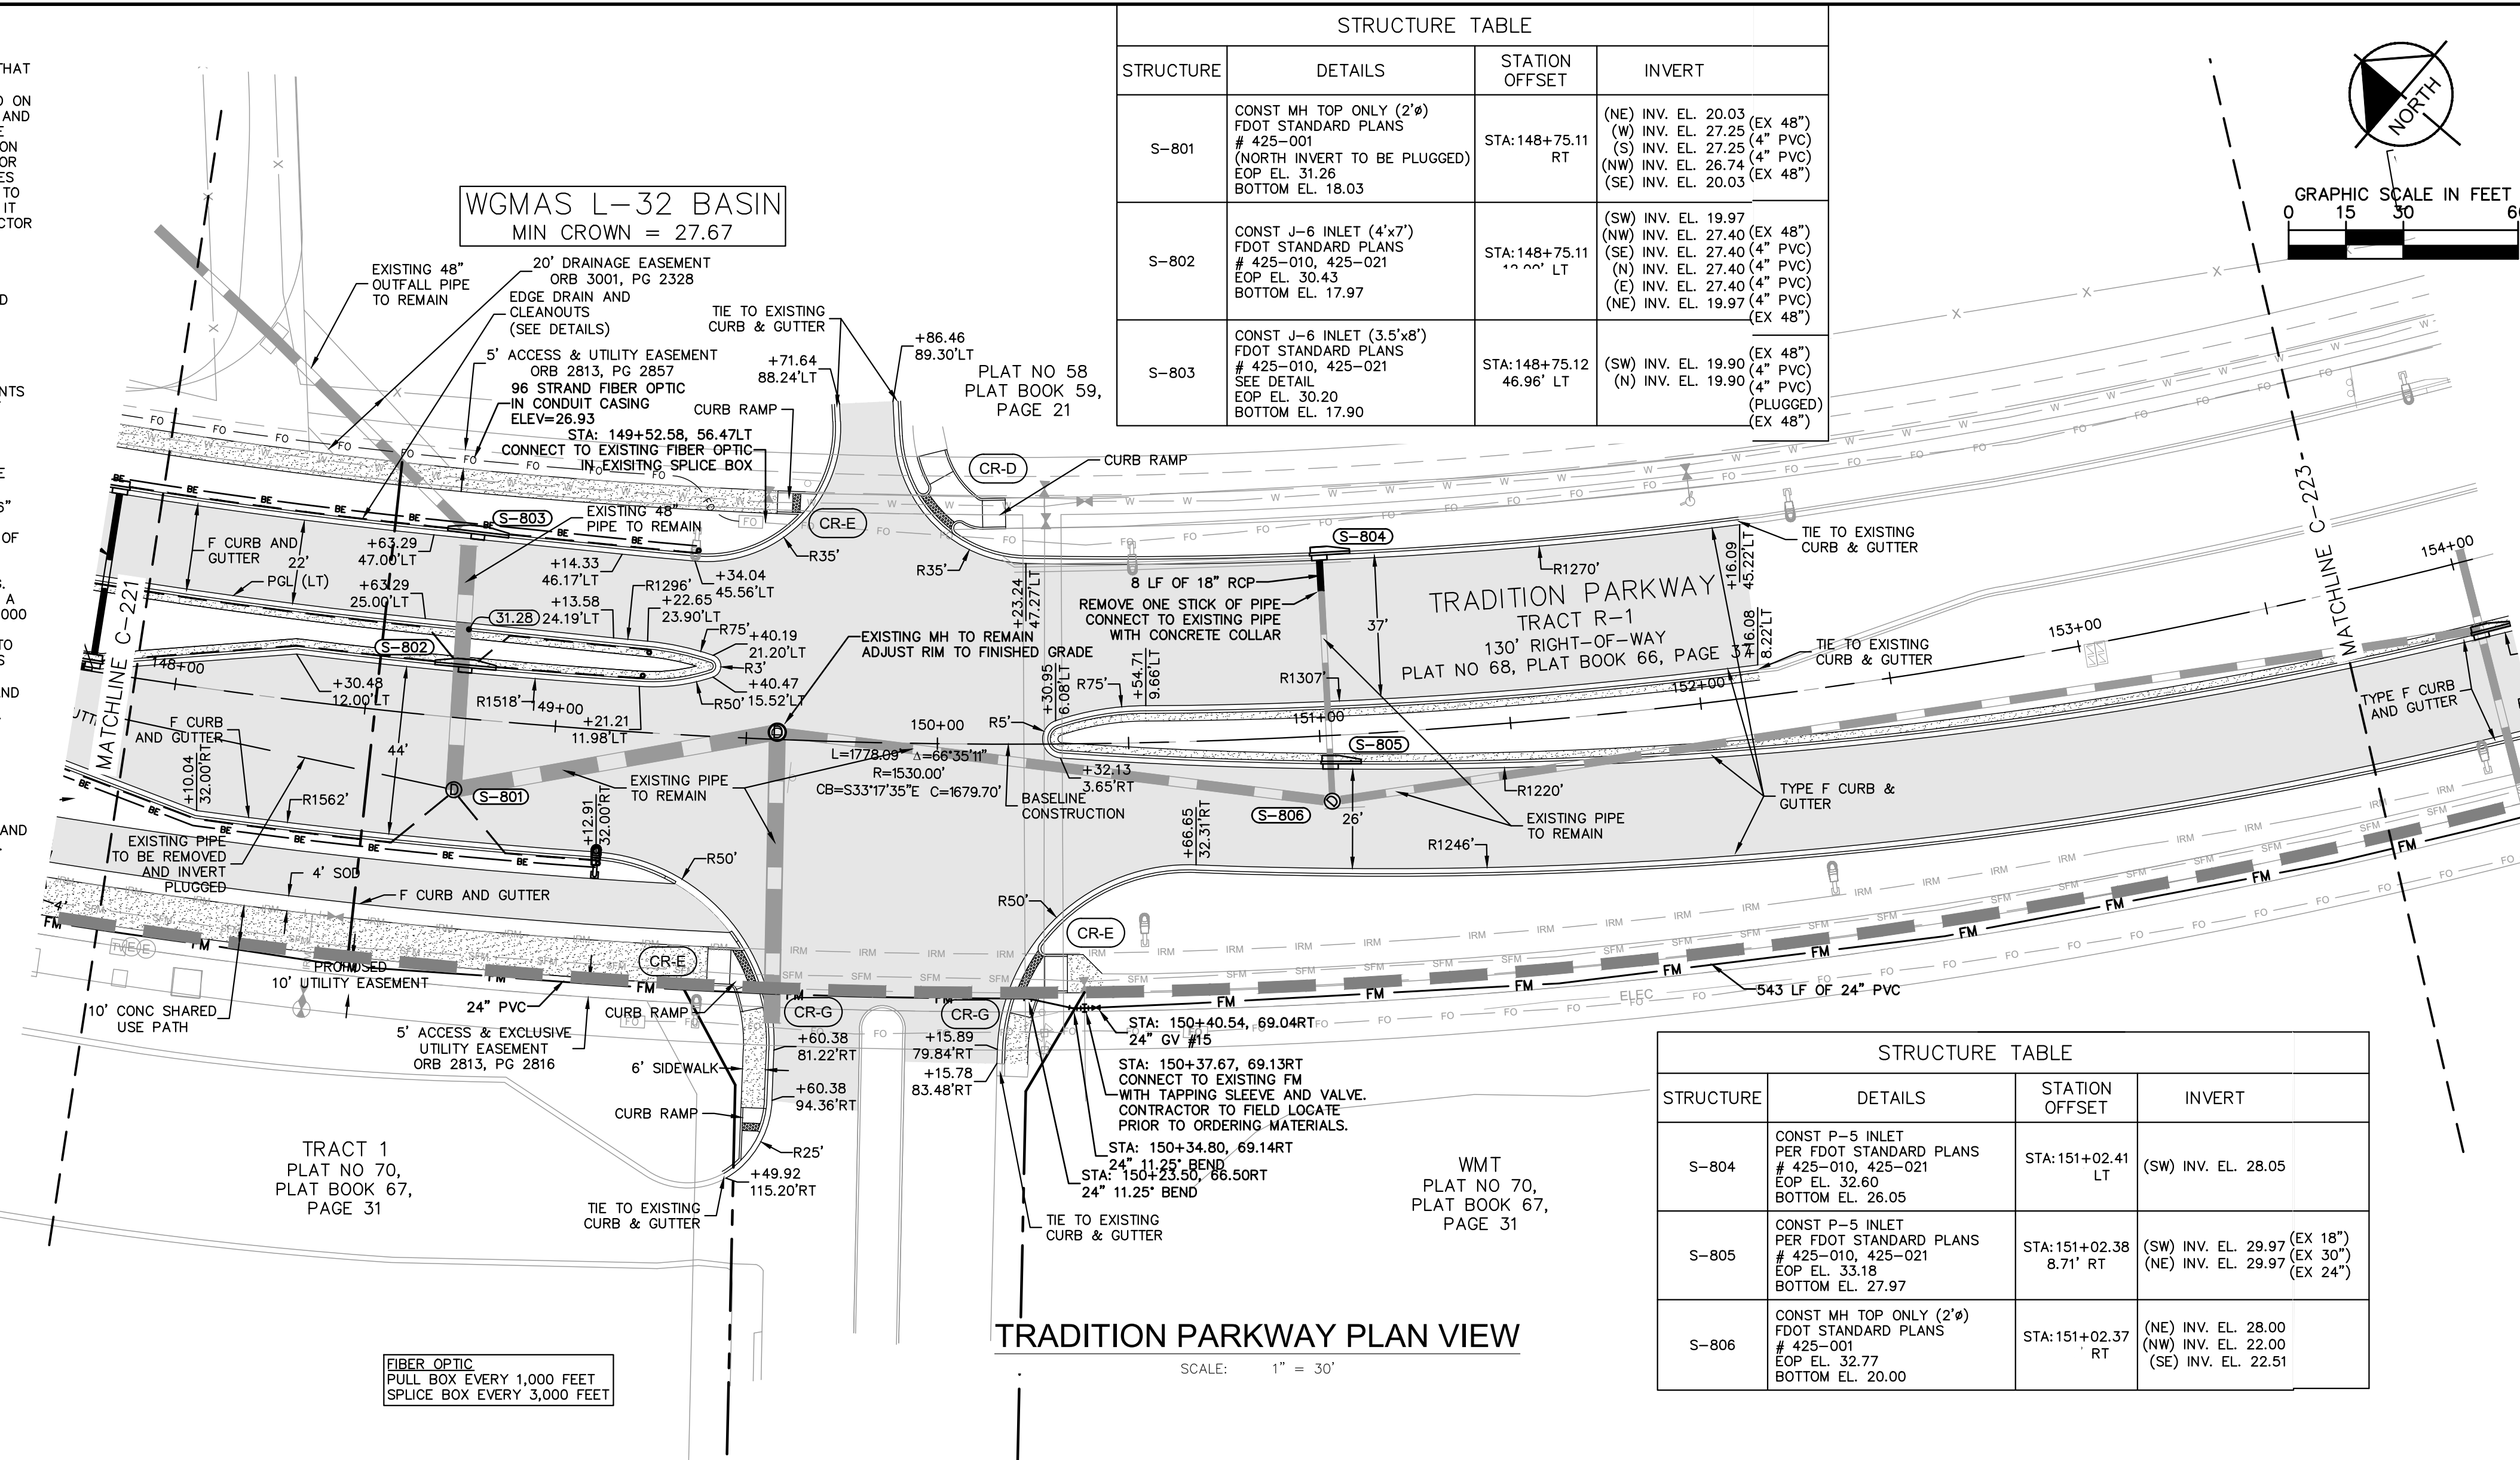 THAT
ON
AND
TO
IT
STRUCTURE TABLE
STRUCTURE
DETAILS
STATION
OFFSET
INVERT
S-801
CONST MH TOP ONLY (2'ø)
FDOT STANDARD PLANS
# 425-001
(NORTH INVERT TO BE PLUGGED)
EOP EL. 31.26
BOTTOM EL. 18.03
STA:148+75.11
RT
(NE) INV. EL. 20.03
(W) INV. EL. 27.25
(S) INV. EL. 27.25
(NW) INV. EL. 26.74
(SE) INV. EL. 20.03
(EX 48")
(4" PVC)
(4" PVC)
(EX 48")
S-802
CONST J-6 INLET (4'x7')
FDOT STANDARD PLANS
# 425-010, 425-021
EOP EL. 30.43
BOTTOM EL. 17.97
STA:148+75.11
LT
(SW) INV. EL. 19.97
(NW) INV. EL. 27.40
(SE) INV. EL. 27.40
(N) INV. EL. 27.40
(E) INV. EL. 27.40
(NE) INV. EL. 19.97
(EX 48")
(4" PVC)
(4" PVC)
(4" PVC)
(4" PVC)
(EX 48")
S-803
CONST J-6 INLET (3.5'x8')
FDOT STANDARD PLANS
# 425-010, 425-021
SEE DETAIL
EOP EL. 30.20
BOTTOM EL. 17.90
STA:148+75.12
46.96' LT
(SW) INV. EL. 19.90
(N) INV. EL. 19.90
(EX 48")
(4" PVC)
(4" PVC)
(PLUGGED)
(EX 48")
NORTH
GRAPHIC SCALE IN FEET
0 15 30
WGMAS L-32 BASIN
MIN CROWN = 27.67
EXISTING 48"
OUTFALL PIPE
TO REMAIN
20' DRAINAGE EASEMENT
ORB 3001, PG 2328
EDGE DRAIN AND
CLEANOUTS
(SEE DETAILS)
5' ACCESS & UTILITY EASEMENT
ORB 2813, PG 2857
96 STRAND FIBER OPTIC
IN CONDUIT CASING
ELEV=26.93
STA: 149+52.58, 56.47LT
CONNECT TO EXISTING FIBER OPTIC
IN EXISITNG SPLICE BOX
TIE TO EXISTING
CURB & GUTTER
+71.64
88.24'LT
+86.46
89.30'LT
CURB RAMP
PLAT NO 58
PLAT BOOK 59,
PAGE 21
CR-D
CURB RAMP
CR-E
R35'
R35'
S-803
EXISTING 48"
PIPE TO REMAIN
F CURB AND
GUTTER
22'
PGL (LT)
+63.29
47.00'LT
+63.29
25.00'LT
+14.33
46.17'LT
+34.04
45.56'LT
R1296'
+13.58
24.19'LT
+22.65
23.90'LT
31.28
R75'
+40.19
21.20'LT
R3'
+40.47
15.52'LT
R50'
S-802
MATCHLINE C-221
148+00
+30.48
12.00'LT
R1518'
49+00
+21.21
11.98'LT
F CURB
AND GUTTER
44'
+10.04
32.00'RT
R1562'
S-801
EXISTING PIPE
TO BE REMOVED
AND INVERT
PLUGGED
4' SOD
F CURB AND GUTTER
+12.91
32.00'RT
R50'
EXISTING PIPE
TO REMAIN
EXISTING MH TO REMAIN
ADJUST RIM TO FINISHED GRADE
150+00
L=1778.09' Δ=66°35'11"
R=1530.00'
CB=S33°17'35"E C=1679.70'
BASELINE
CONSTRUCTION
+23.24
47.27'LT
+30.95
6.08'LT
R5'
R75'
+54.71
9.66'LT
+32.13
3.65'RT
8 LF OF 18" RCP
REMOVE ONE STICK OF PIPE
CONNECT TO EXISTING PIPE
WITH CONCRETE COLLAR
S-804
37'
R1270'
R1307'
TRADITION PARKWAY
TRACT R-1
130' RIGHT-OF-WAY
PLAT NO 68, PLAT BOOK 66, PAGE 37
+16.09
45.22'LT
+16.08
8.22'LT
TIE TO EXISTING
CURB & GUTTER
TIE TO EXISTING
CURB & GUTTER
151+00
152+00
153+00
154+00
MATCHLINE C-223
S-805
S-806
26'
R1220'
R1246'
EXISTING PIPE
TO REMAIN
TYPE F CURB &
GUTTER
TYPE F CURB
AND GUTTER
+66.65
32.31'RT
R50'
CR-E
CR-E
CR-G
CR-G
10' UTILITY EASEMENT
10' CONC SHARED
USE PATH
24" PVC
CURB RAMP
5' ACCESS & EXCLUSIVE
UTILITY EASEMENT
ORB 2813, PG 2816
6' SIDEWALK
+60.38
81.22'RT
+60.38
94.36'RT
CURB RAMP
R25'
+49.92
115.20'RT
TIE TO EXISTING
CURB & GUTTER
+15.89
79.84'RT
+15.78
83.48'RT
STA: 150+40.54, 69.04RT
24" GV #15
STA: 150+37.67, 69.13RT
CONNECT TO EXISTING FM
WITH TAPPING SLEEVE AND VALVE.
CONTRACTOR TO FIELD LOCATE
PRIOR TO ORDERING MATERIALS.
STA: 150+34.80, 69.14RT
24" 11.25° BEND
STA: 150+23.50, 66.50RT
24" 11.25° BEND
TIE TO EXISTING
CURB & GUTTER
543 LF OF 24" PVC
ELEC
TRACT 1
PLAT NO 70,
PLAT BOOK 67,
PAGE 31
WMT
PLAT NO 70,
PLAT BOOK 67,
PAGE 31
STRUCTURE TABLE
STRUCTURE
DETAILS
STATION
OFFSET
INVERT
S-804
CONST P-5 INLET
PER FDOT STANDARD PLANS
# 425-010, 425-021
EOP EL. 32.60
BOTTOM EL. 26.05
STA:151+02.41
LT
(SW) INV. EL. 28.05
S-805
CONST P-5 INLET
PER FDOT STANDARD PLANS
# 425-010, 425-021
EOP EL. 33.18
BOTTOM EL. 27.97
STA:151+02.38
8.71' RT
(SW) INV. EL. 29.97
(NE) INV. EL. 29.97
(EX 18")
(EX 30")
(EX 24")
S-806
CONST MH TOP ONLY (2'ø)
FDOT STANDARD PLANS
# 425-001
EOP EL. 32.77
BOTTOM EL. 20.00
STA:151+02.37
RT
(NE) INV. EL. 28.00
(NW) INV. EL. 22.00
(SE) INV. EL. 22.51
TRADITION PARKWAY PLAN VIEW
SCALE: 1" = 30'
FIBER OPTIC
PULL BOX EVERY 1,000 FEET
SPLICE BOX EVERY 3,000 FEET